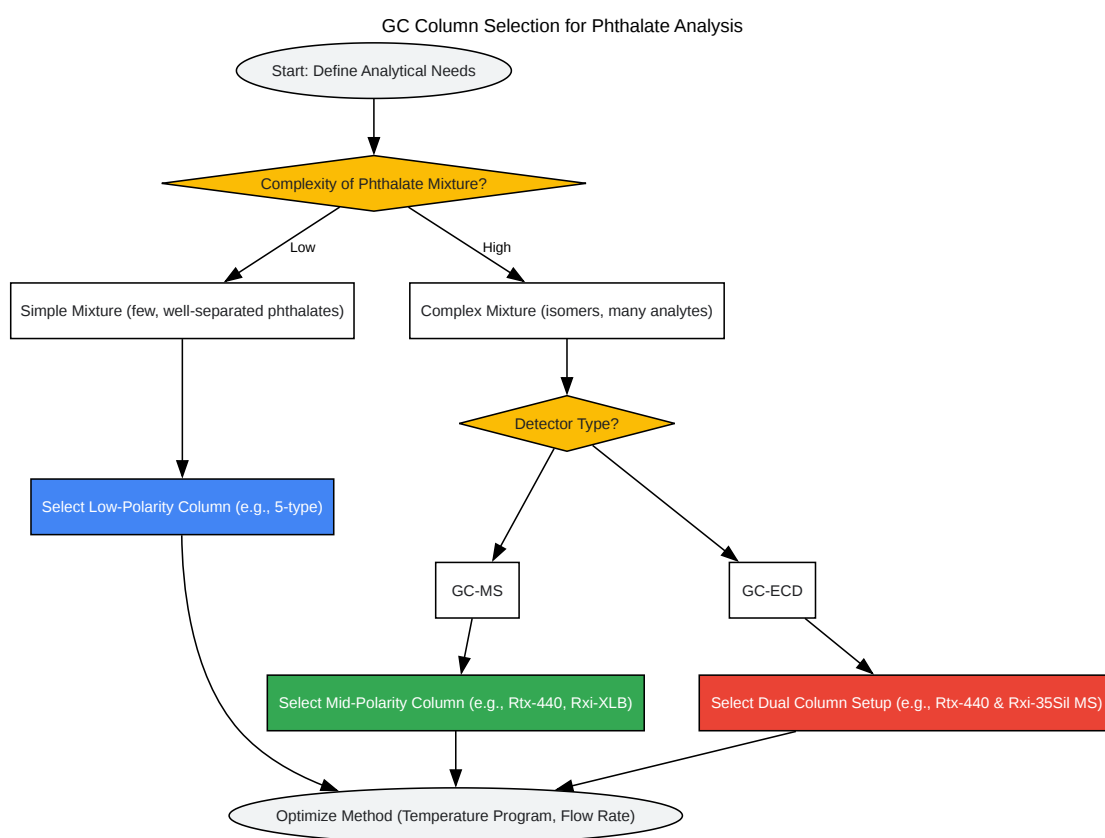 GC Column Selection for Phthalate Analysis
Start: Define Analytical Needs
Complexity of Phthalate Mixture?
Low
High
Simple Mixture (few, well-separated phthalates)
Complex Mixture (isomers, many analytes)
Detector Type?
Select Low-Polarity Column (e.g., 5-type)
GC-MS
GC-ECD
Select Mid-Polarity Column (e.g., Rtx-440, Rxi-XLB)
Select Dual Column Setup (e.g., Rtx-440 & Rxi-35Sil MS)
Optimize Method (Temperature Program, Flow Rate)